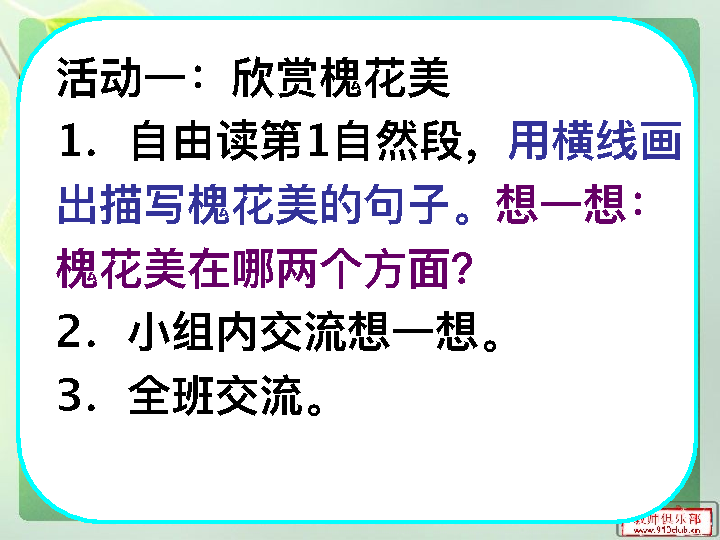 活动一：欣赏槐花美
1．自由读第1自然段，用横线画
出描写槐花美的句子。想一想：
槐花美在哪两个方面？
2．小组内交流想一想。
3．全班交流。
教师俱乐部
www.910club.cn